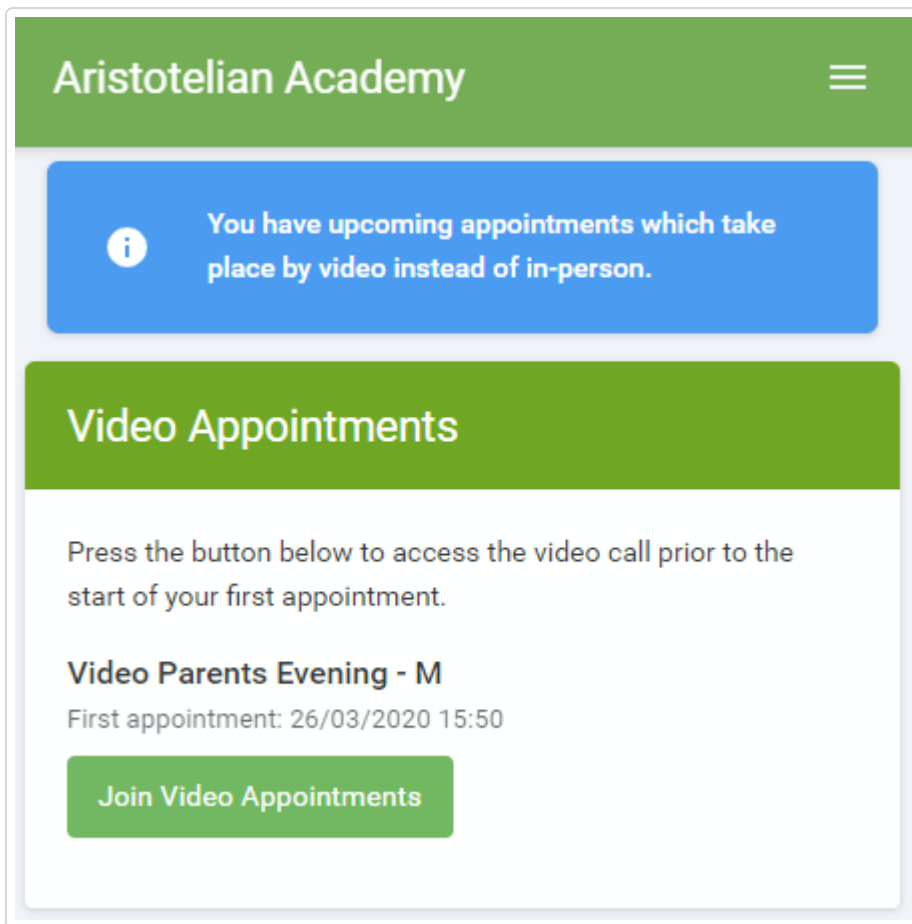 Aristotelian Academy
You have upcoming appointments which take
place by video instead of in-person.
Video Appointments
Press the button below to access the video call prior to the
start of your first appointment.
Video Parents Evening - M
First appointment: 26/03/2020 15:50
Join Video Appointments